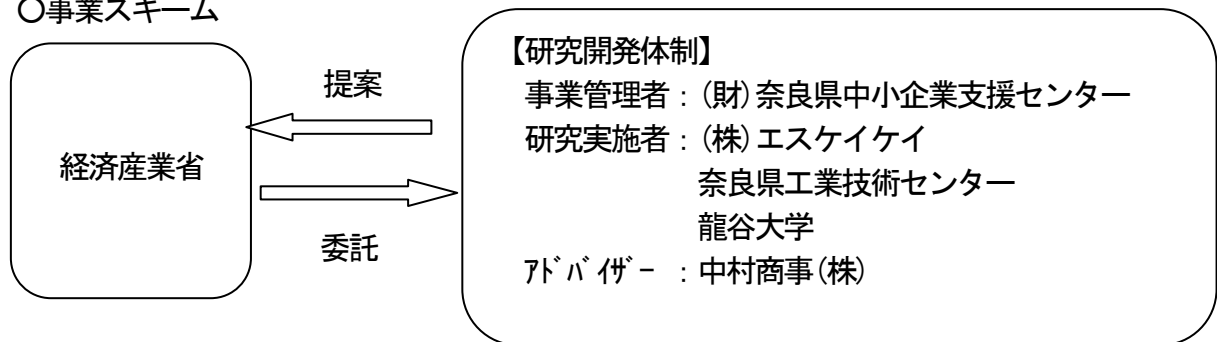 ○事業スキーム
経済産業省
提案
委託
【研究開発体制】
事業管理者：(財)奈良県中小企業支援センター
研究実施者：(株)エスケイケイ
奈良県工業技術センター
龍谷大学
ｱﾄﾞﾊﾞｲｻﾞｰ ：中村商事(株)